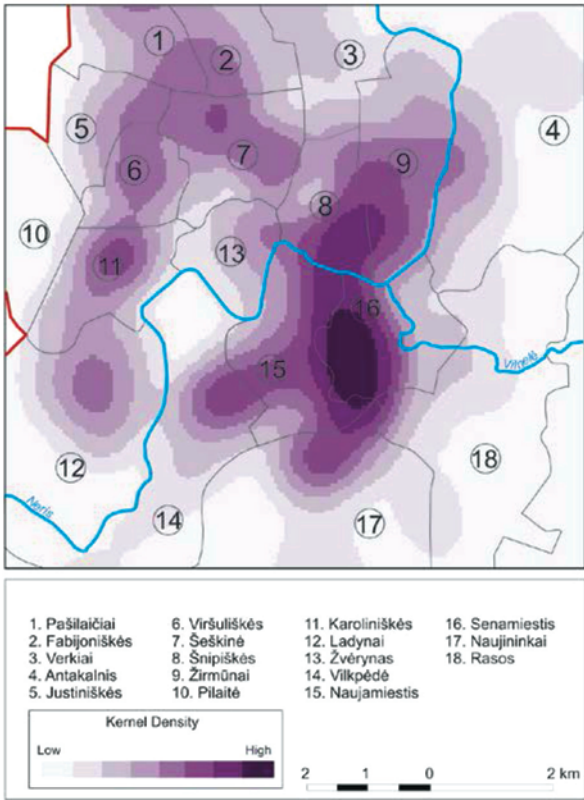 1
2
3
5
4
7
9
6
8
10
13
11
16
15
Vilnelė
12
18
Neris
14
17
1. Pašilaičiai
2. Fabijoniškės
3. Verkiai
4. Antakalnis
5. Justiniškės
6. Viršuliškės
7. Šeškinė
8. Šnipiškės
9. Žirmūnai
10. Pilaitė
11. Karoliniškės
12. Ladynai
13. Žvėrynas
14. Vilkpėdė
15. Naujamiestis
16. Senamiestis
17. Naujininkai
18. Rasos
Kernel Density
Low High
2 1 0 2 km